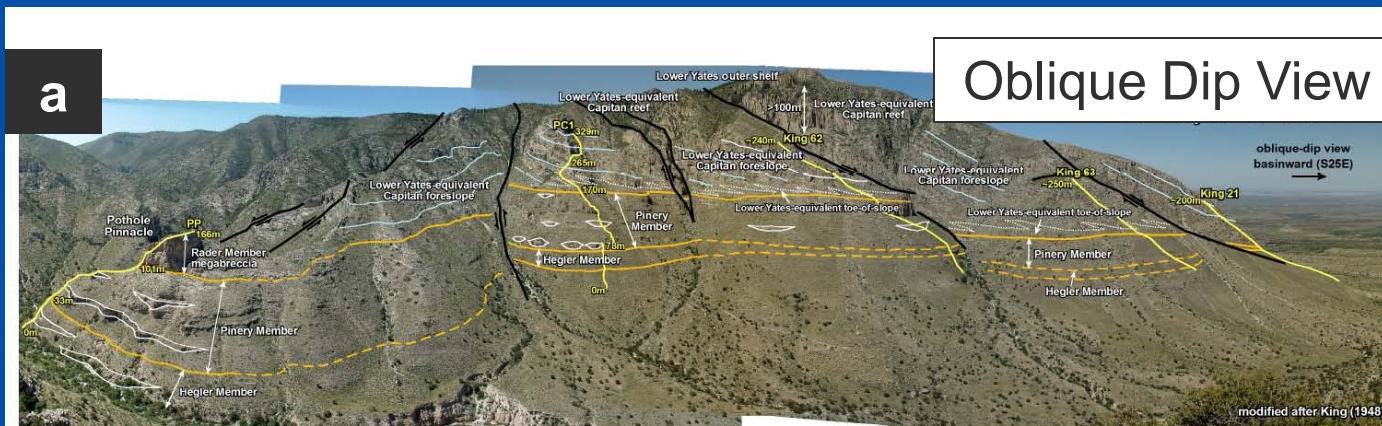 a
Oblique Dip View
Lower Yates outer shelf
Lower Yates-equivalent
Capitan reef
>100m
Lower Yates-equivalent
Capitan reef
PC1
329m
265m
170m
78m
0m
~240m
King 62
Lower Yates-equivalent
Capitan foreslope
Lower Yates-equivalent
Capitan foreslope
Lower Yates-equivalent
Capitan foreslope
King 63
~250m
King 21
~200m
oblique-dip view
basinward (S25E)
Lower Yates-equivalent toe-of-slope
Lower Yates-equivalent toe-of-slope
Pothole
Pinnacle
PP
166m
Rader Member
megabreccia
101m
33m
0m
Pinery
Member
Hegler Member
Pinery Member
Hegler Member
Pinery Member
Hegler Member
modified after King (1948